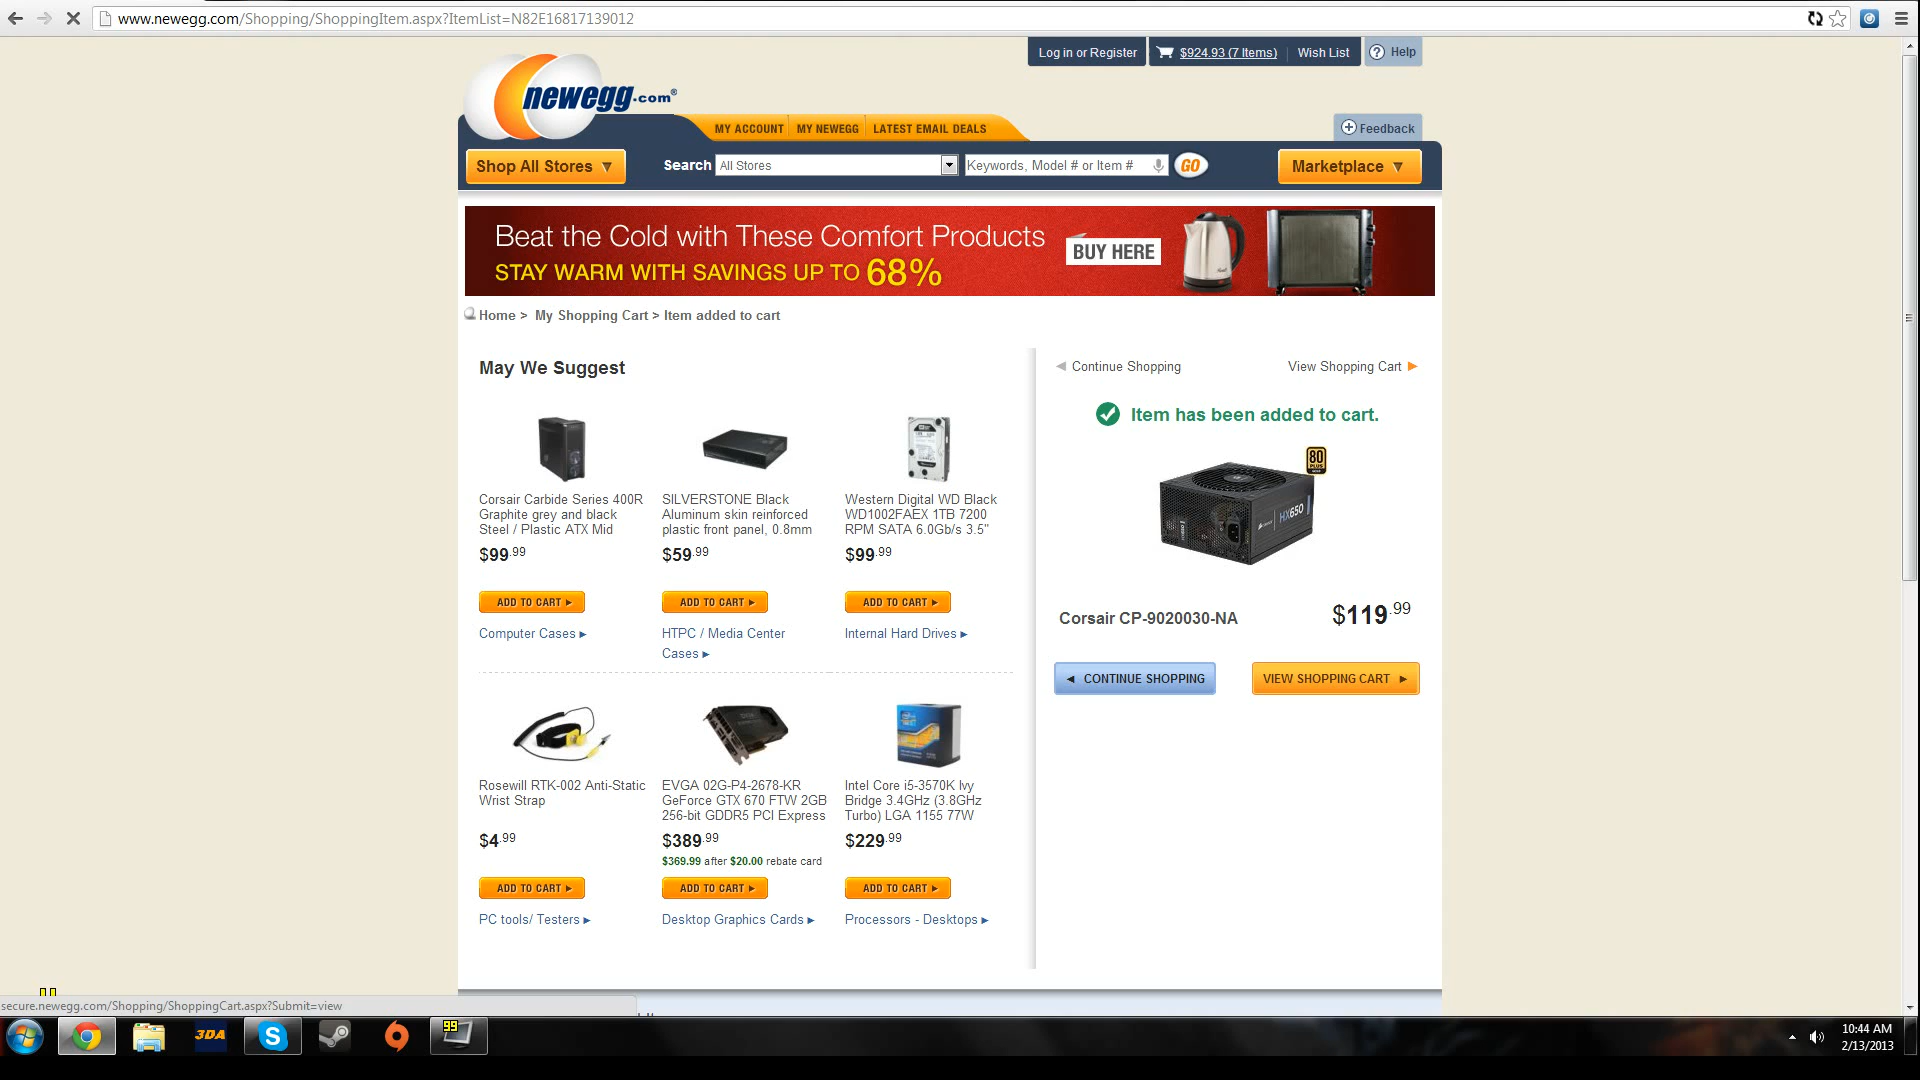 www.newegg.com/Shopping/ShoppingItem.aspx?ItemList=N82E16817139012
Log in or Register
$924.93 (7 Items)
Wish List
Help
newegg.com®
MY ACCOUNT
MY NEWEGG
LATEST EMAIL DEALS
Feedback
Shop All Stores
Search
All Stores
Keywords, Model # or Item #
GO
Marketplace
Beat the Cold with These Comfort Products
STAY WARM WITH SAVINGS UP TO 68%
BUY HERE
Home > My Shopping Cart > Item added to cart
May We Suggest
Continue Shopping
View Shopping Cart
Item has been added to cart.
80
PLUS
HX650
Corsair Carbide Series 400R
Graphite grey and black
Steel / Plastic ATX Mid
$99.99
ADD TO CART
Computer Cases
SILVERSTONE Black
Aluminum skin reinforced
plastic front panel, 0.8mm
$59.99
ADD TO CART
HTPC / Media Center
Cases
Western Digital WD Black
WD1002FAEX 1TB 7200
RPM SATA 6.0Gb/s 3.5"
$99.99
ADD TO CART
Internal Hard Drives
Corsair CP-9020030-NA
$119.99
CONTINUE SHOPPING
VIEW SHOPPING CART
Rosewill RTK-002 Anti-Static
Wrist Strap
$4.99
ADD TO CART
PC tools/ Testers
EVGA 02G-P4-2678-KR
GeForce GTX 670 FTW 2GB
256-bit GDDR5 PCI Express
$389.99
$369.99 after $20.00 rebate card
ADD TO CART
Desktop Graphics Cards
Intel Core i5-3570K Ivy
Bridge 3.4GHz (3.8GHz
Turbo) LGA 1155 77W
$229.99
ADD TO CART
Processors - Desktops
secure.newegg.com/Shopping/ShoppingCart.aspx?Submit=view
3DA
99
10:44 AM
2/13/2013